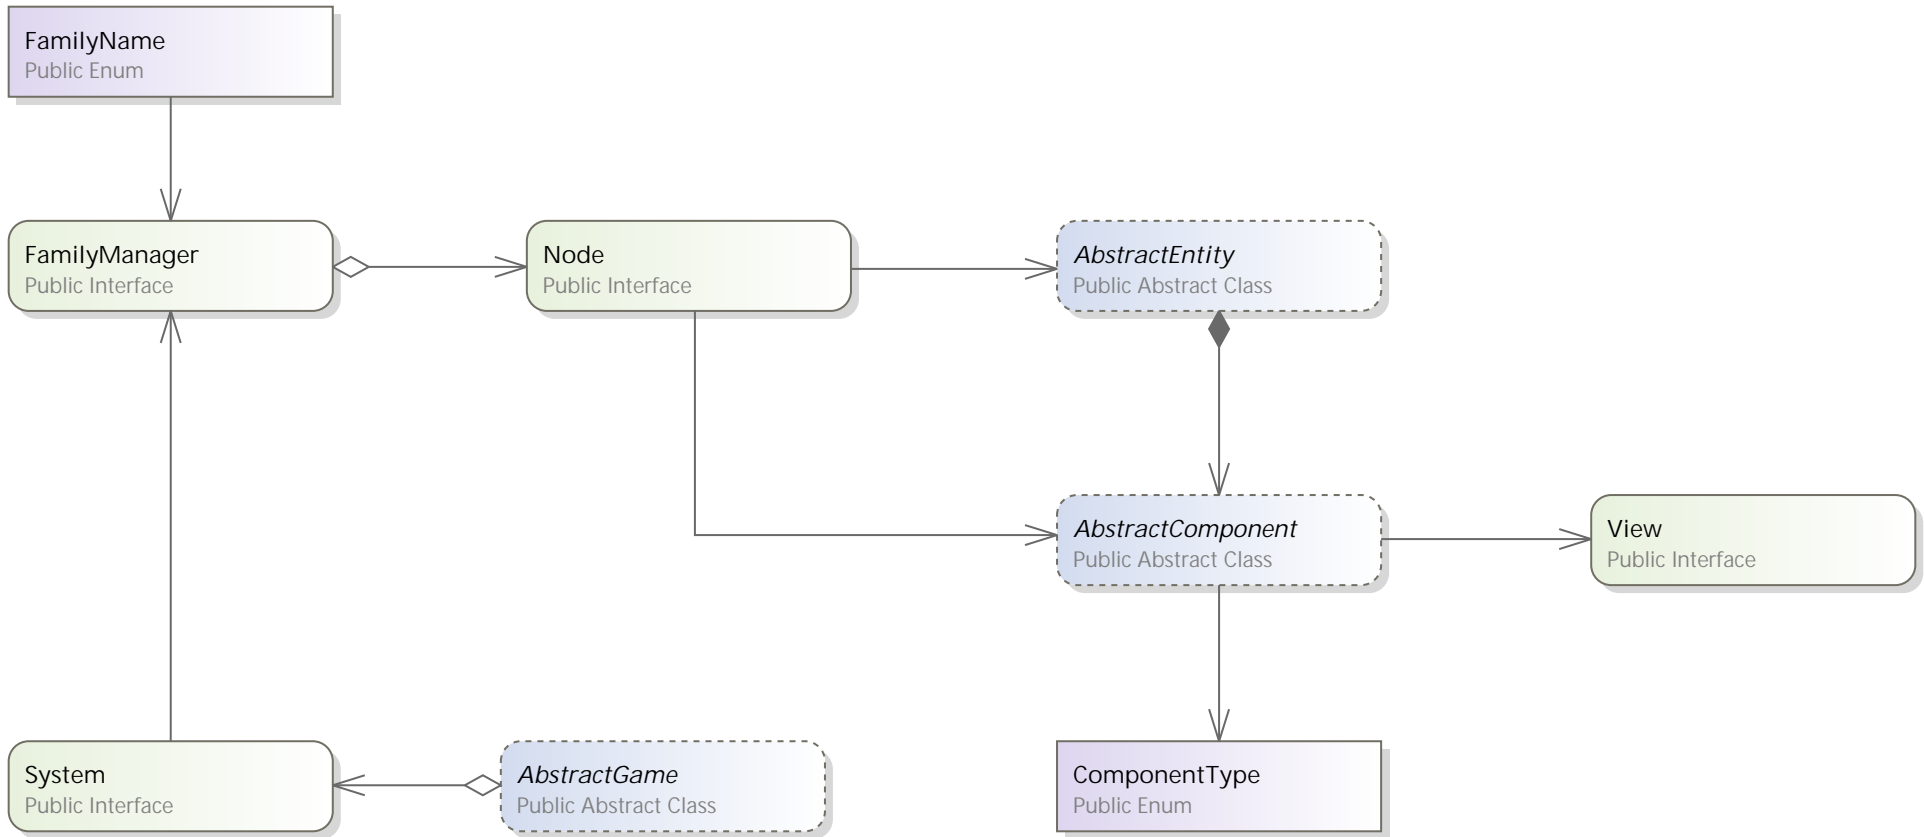 FamilyName
Public Enum
FamilyManager
Public Interface
Node
Public Interface
AbstractEntity
Public Abstract Class
AbstractComponent
Public Abstract Class
View
Public Interface
System
Public Interface
AbstractGame
Public Abstract Class
ComponentType
Public Enum